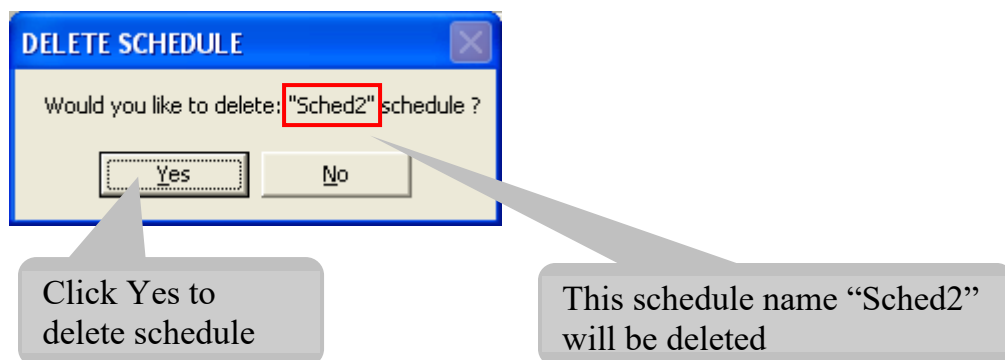 DELETE SCHEDULE
Would you like to delete: "Sched2" schedule ?
Yes No
Click Yes to
delete schedule
This schedule name “Sched2”
will be deleted